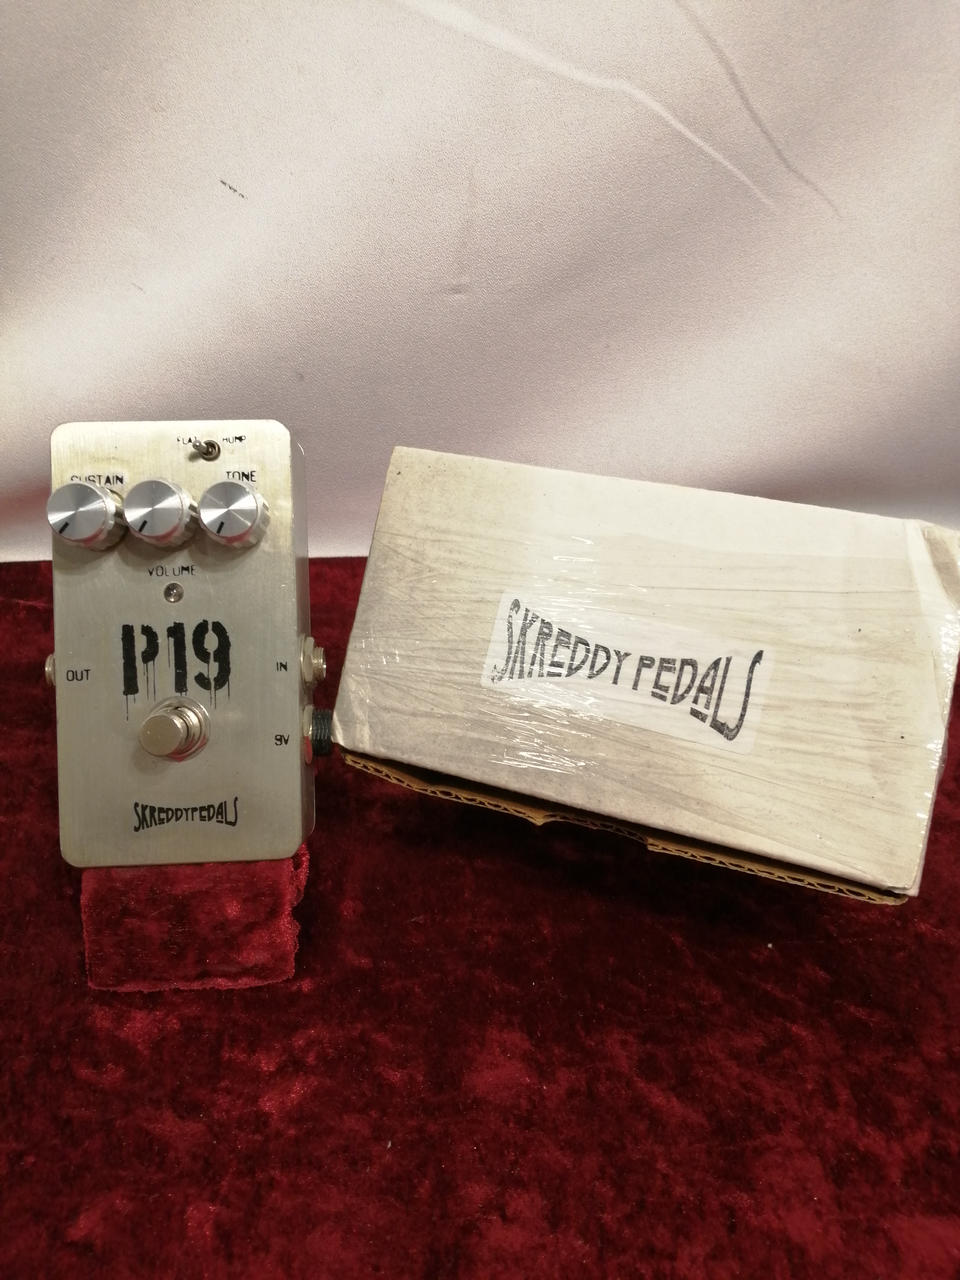 FLAT HUMP
SUSTAIN TONE
VOLUME
P19
OUT IN
9V
SKREDDYPEDALS
SKREDDY PEDALS